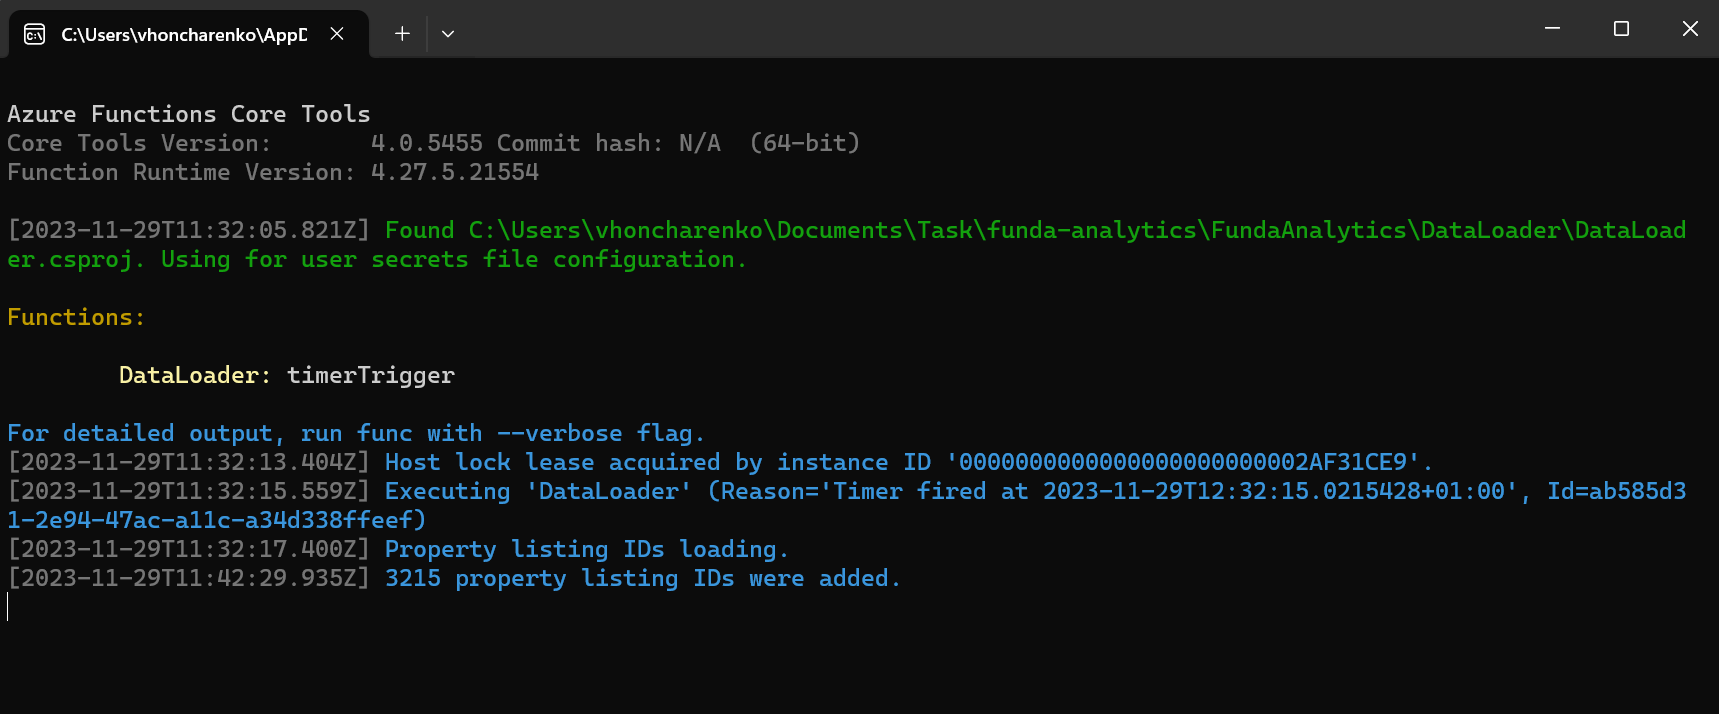 C:\Users\vhoncharenko\AppD
Azure Functions Core Tools
Core Tools Version:       4.0.5455 Commit hash: N/A  (64-bit)
Function Runtime Version: 4.27.5.21554
[2023-11-29T11:32:05.821Z] Found C:\Users\vhoncharenko\Documents\Task\funda-analytics\FundaAnalytics\DataLoader\DataLoad
er.csproj. Using for user secrets file configuration.
Functions:
DataLoader: timerTrigger
For detailed output, run func with --verbose flag.
[2023-11-29T11:32:13.404Z] Host lock lease acquired by instance ID '0000000000000000000000002AF31CE9'.
[2023-11-29T11:32:15.559Z] Executing 'DataLoader' (Reason='Timer fired at 2023-11-29T12:32:15.0215428+01:00', Id=ab585d3
1-2e94-47ac-a11c-a34d338ffeef)
[2023-11-29T11:32:17.400Z] Property listing IDs loading.
[2023-11-29T11:42:29.935Z] 3215 property listing IDs were added.